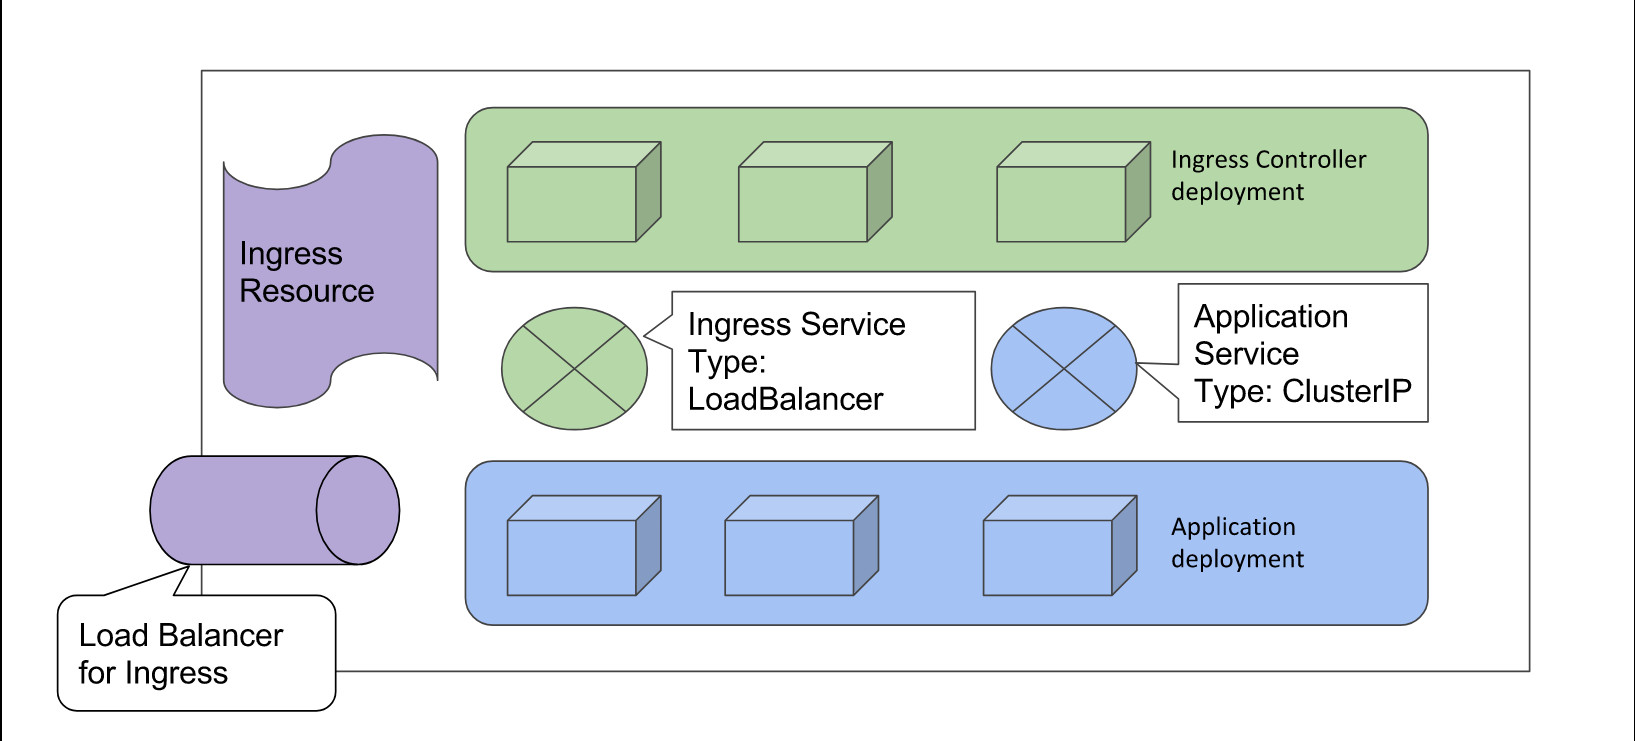 Ingress Controller
deployment
Ingress
Resource
Ingress Service
Type:
LoadBalancer
Application
Service
Type: ClusterIP
Application
deployment
Load Balancer
for Ingress